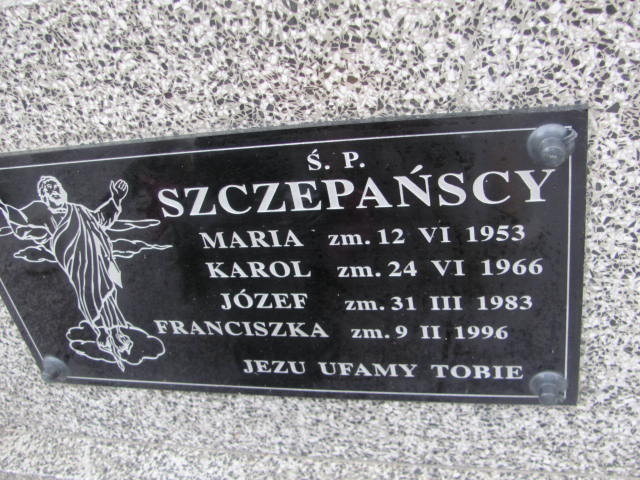 Ś. P.
SZCZEPAŃSCY
MARIA zm. 12 VI 1953
KAROL zm. 24 VI 1966
JÓZEF zm. 31 III 1983
FRANCISZKA zm. 9 II 1996
JEZU UFAMY TOBIE